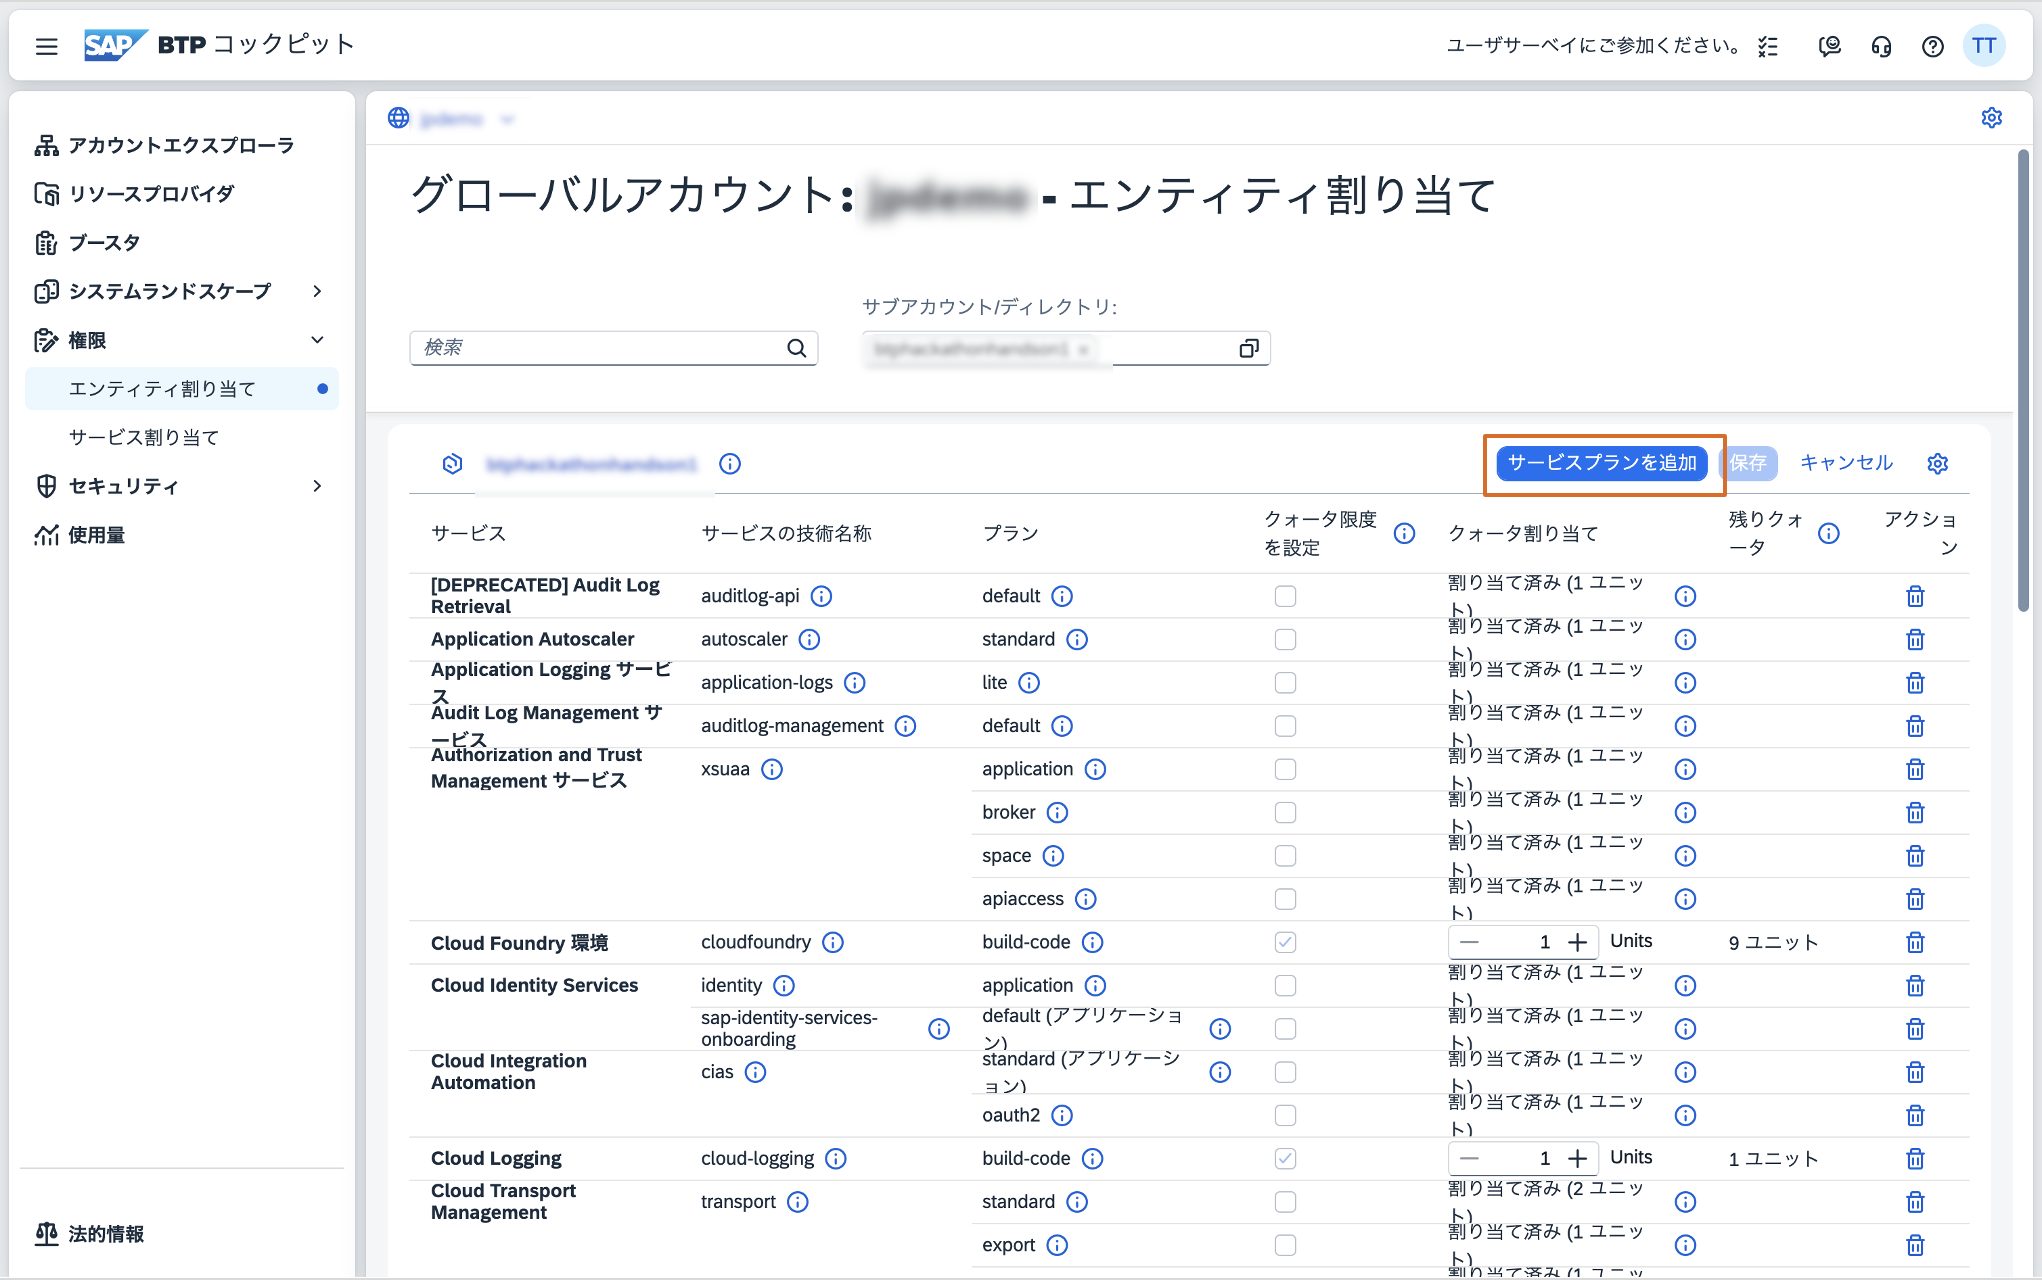 SAP BTP コックピット
ユーザサーベイにご参加ください。
TT
アカウントエクスプローラ
リソースプロバイダ
ブースタ
システムランドスケープ
権限
エンティティ割り当て
サービス割り当て
セキュリティ
使用量
法的情報
グローバルアカウント: jpdemo - エンティティ割り当て
サブアカウント/ディレクトリ:
検索
サービスプランを追加 保存 キャンセル
サービス サービスの技術名称 プラン クォータ限度 クォータ割り当て 残りクォ アクショ
を設定 ータ ン
[DEPRECATED] Audit Log
Retrieval auditlog-api default 割り当て済み (1 ユニッ
ト)
Application Autoscaler autoscaler standard 割り当て済み (1 ユニッ
ト)
Application Logging サービ
ス application-logs lite 割り当て済み (1 ユニッ
ト)
Audit Log Management サ
ービス auditlog-management default 割り当て済み (1 ユニッ
ト)
Authorization and Trust
Management サービス xsuaa application 割り当て済み (1 ユニッ
ト)
broker 割り当て済み (1 ユニッ
ト)
space 割り当て済み (1 ユニッ
ト)
apiaccess 割り当て済み (1 ユニッ
ト)
Cloud Foundry 環境 cloudfoundry build-code 1 Units 9 ユニット
Cloud Identity Services identity application 割り当て済み (1 ユニッ
ト)
sap-identity-services-
onboarding default (アプリケーショ
ン) 割り当て済み (1 ユニッ
ト)
Cloud Integration
Automation cias standard (アプリケーシ
ョン) 割り当て済み (1 ユニッ
ト)
oauth2 割り当て済み (1 ユニッ
ト)
Cloud Logging cloud-logging build-code 1 Units 1 ユニット
Cloud Transport
Management transport standard 割り当て済み (2 ユニッ
ト)
export 割り当て済み (1 ユニッ
ト)
割り当て済み (1 ユニッ